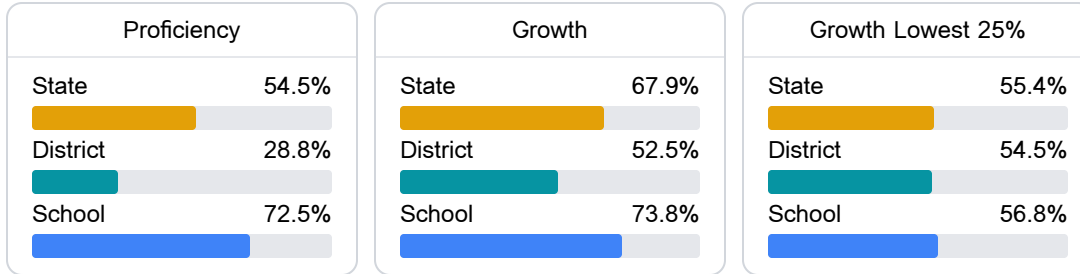 Proficiency
State 54.5%
District 28.8%
School 72.5%
Growth
State 67.9%
District 52.5%
School 73.8%
Growth Lowest 25%
State 55.4%
District 54.5%
School 56.8%